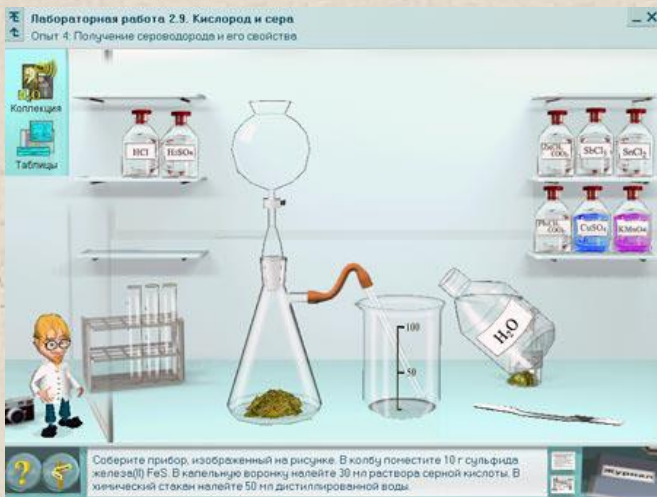 Лабораторная работа 2.9. Кислород и сера
Опыт 4: Получение сероводорода и его свойства
Коллекция
Таблицы
HCl
H₂SO₄
SbCl₃
SnCl₂
CuSO₄
KMnO₄
H₂O
100
50
Соберите прибор, изображённый на рисунке. В колбу поместите 10 г сульфида
железа(II) FeS. В капельную воронку налейте 30 мл раствора серной кислоты. В
химический стакан налейте 50 мл дистиллированной воды.
Журнал